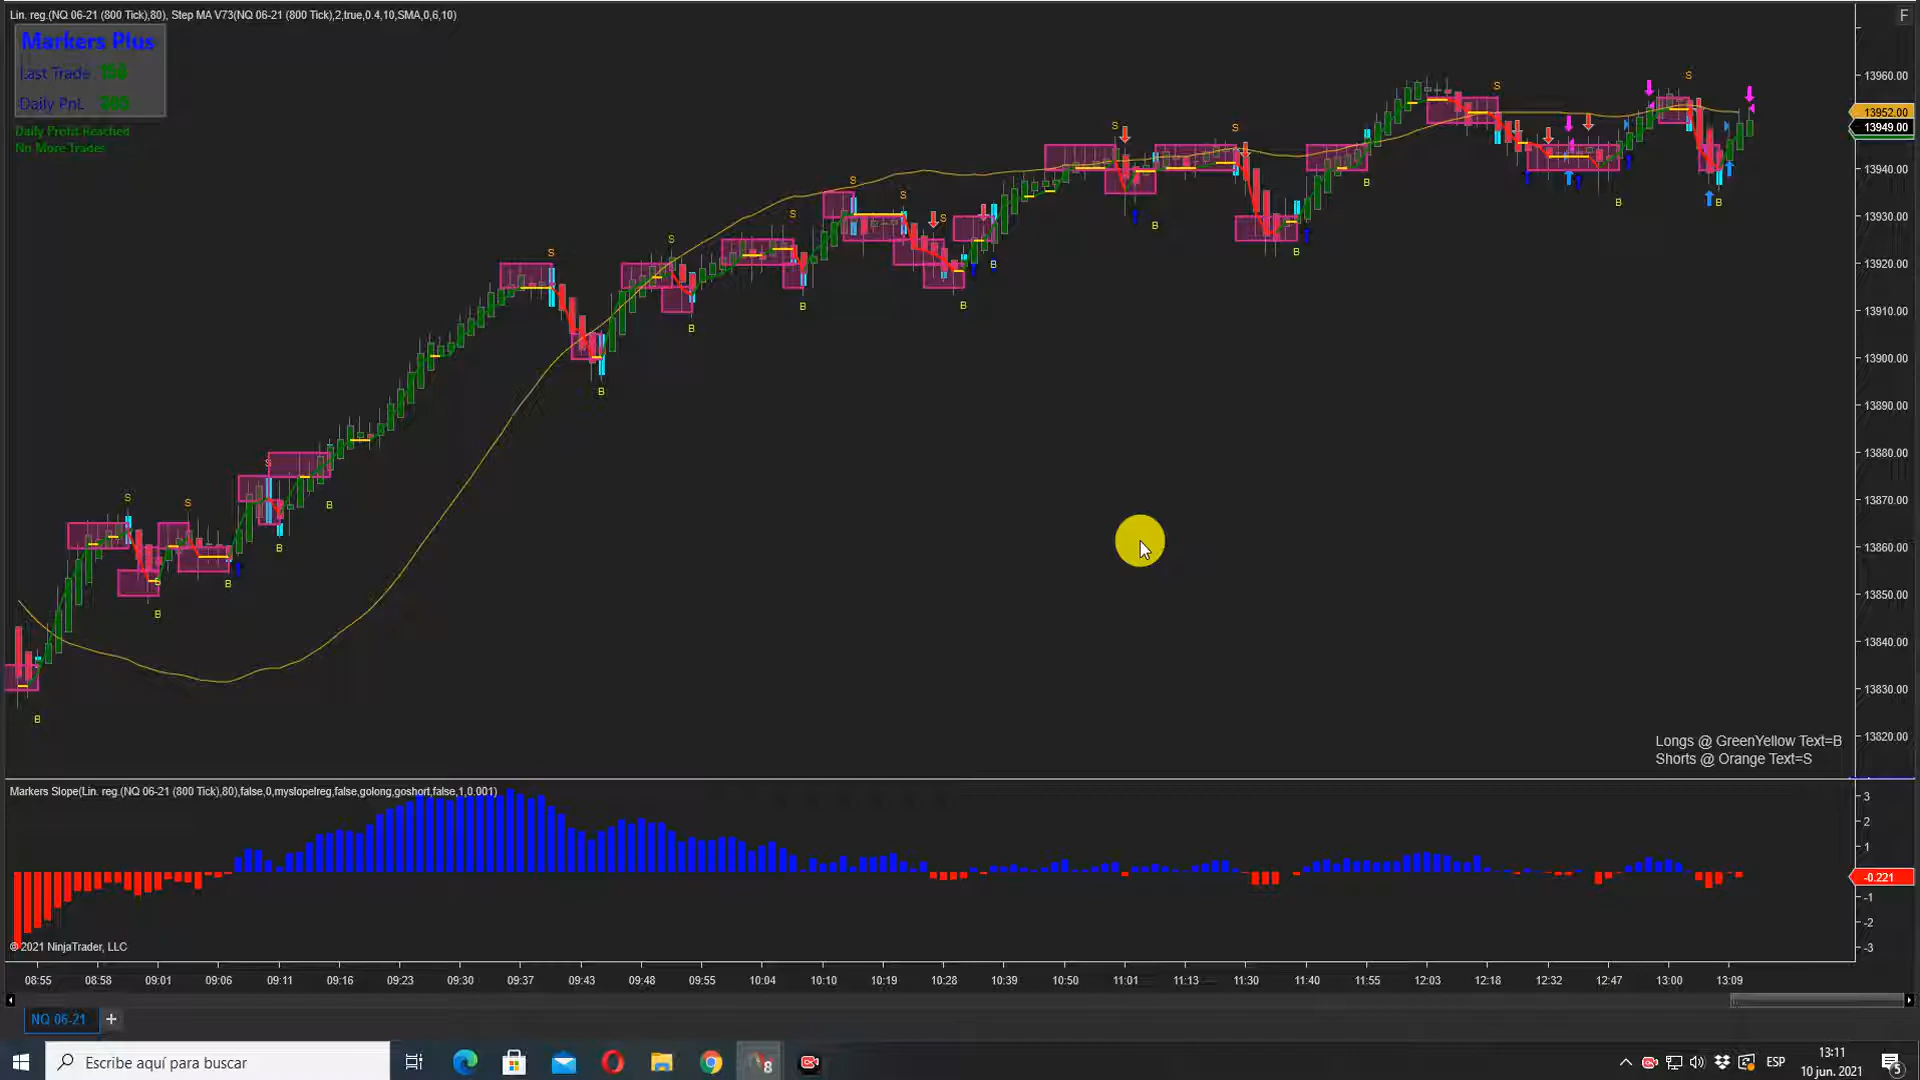 Lin. reg.(NQ 06-21 (800 Tick),80), Step MA V73(NQ 06-21 (800 Tick),2,true,0.4,10,SMA,0,6,10)
F
Markers Plus
Last Trade
Daily PnL
Daily Profit Reached
No More Trades
13960.00
13952.00
13949.00
13940.00
13930.00
13920.00
13910.00
13900.00
13890.00
13880.00
13870.00
13860.00
13850.00
13840.00
13830.00
13820.00
Longs @ GreenYellow Text=B
Shorts @ Orange Text=S
Markers Slope(Lin. reg.(NQ 06-21 (800 Tick),80),false,0,myslopelreg,false,golong,goshort,false,1,0.001)
3
2
1
-0.221
-1
-2
-3
© 2021 NinjaTrader, LLC
08:55 08:58 09:01 09:06 09:11 09:16 09:23 09:30 09:37 09:43 09:48 09:55 10:04 10:10 10:19 10:28 10:39 10:50 11:01 11:13 11:30 11:40 11:55 12:03 12:18 12:32 12:47 13:00 13:09
NQ 06-21 +
Escribe aquí para buscar
8
ESP
13:11
10 jun. 2021
5